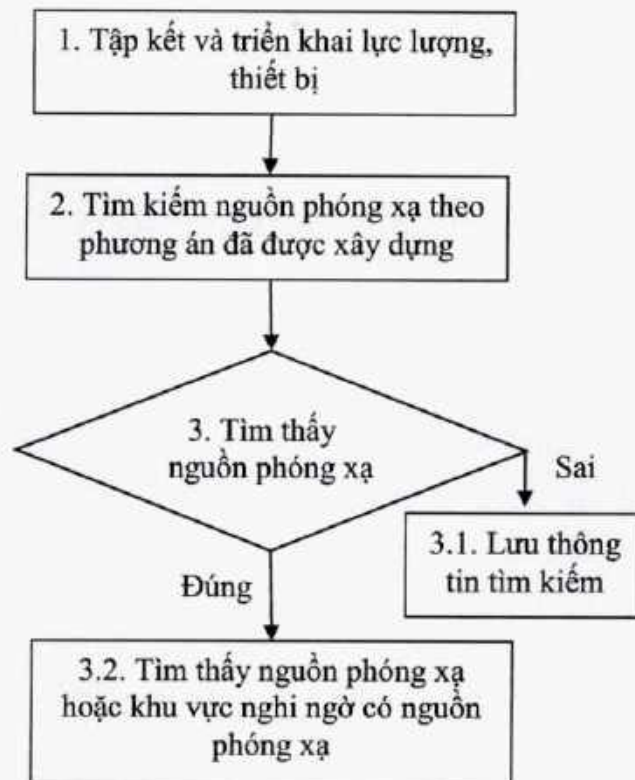 1. Tập kết và triển khai lực lượng,
thiết bị
2. Tìm kiếm nguồn phóng xạ theo
phương án đã được xây dựng
3. Tìm thấy
nguồn phóng xạ
Sai
3.1. Lưu thông
tin tìm kiếm
Đúng
3.2. Tìm thấy nguồn phóng xạ
hoặc khu vực nghi ngờ có nguồn
phóng xạ